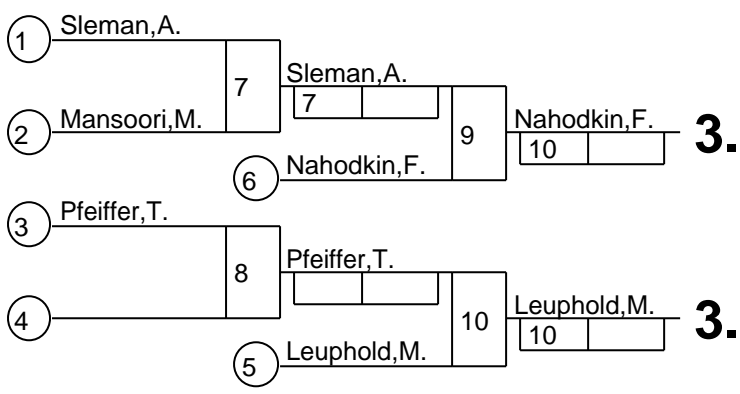 1 Sleman,A.
7
Sleman,A.
7
2 Mansoori,M.
9
Nahodkin,F.
10
3.
6 Nahodkin,F.
3 Pfeiffer,T.
8
Pfeiffer,T.
4
10
Leuphold,M.
10
3.
5 Leuphold,M.